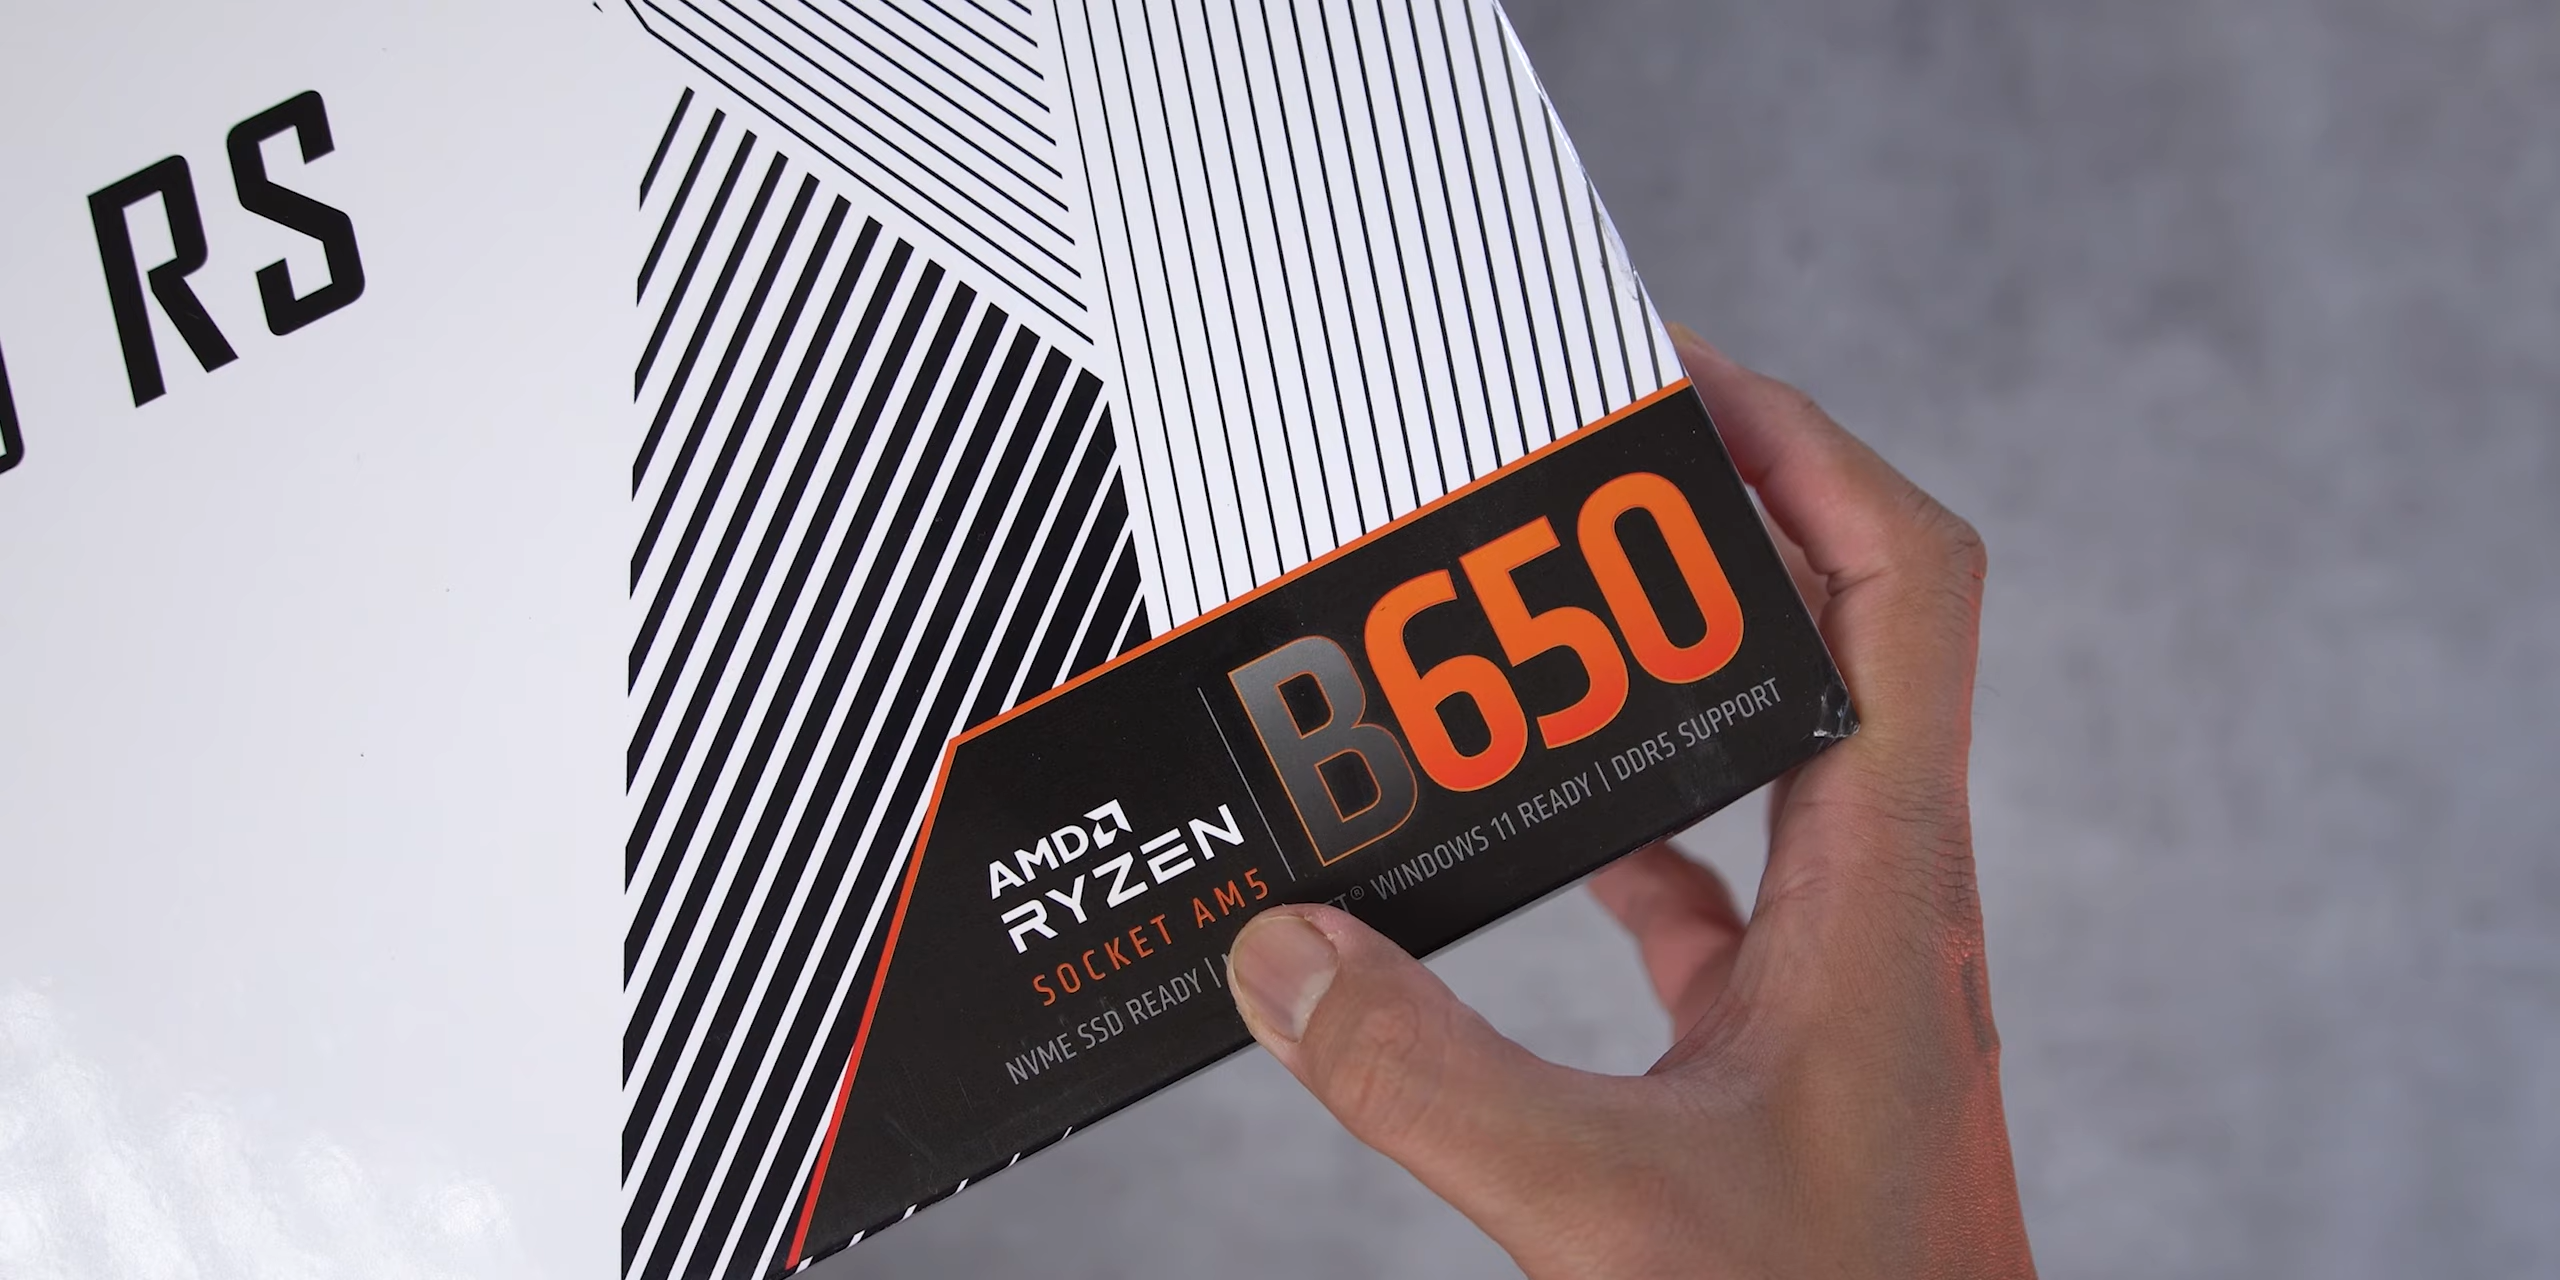 RS
AMD
RYZEN
SOCKET AM5
B650
NVME SSD READY | WINDOWS 11 READY | DDR5 SUPPORT